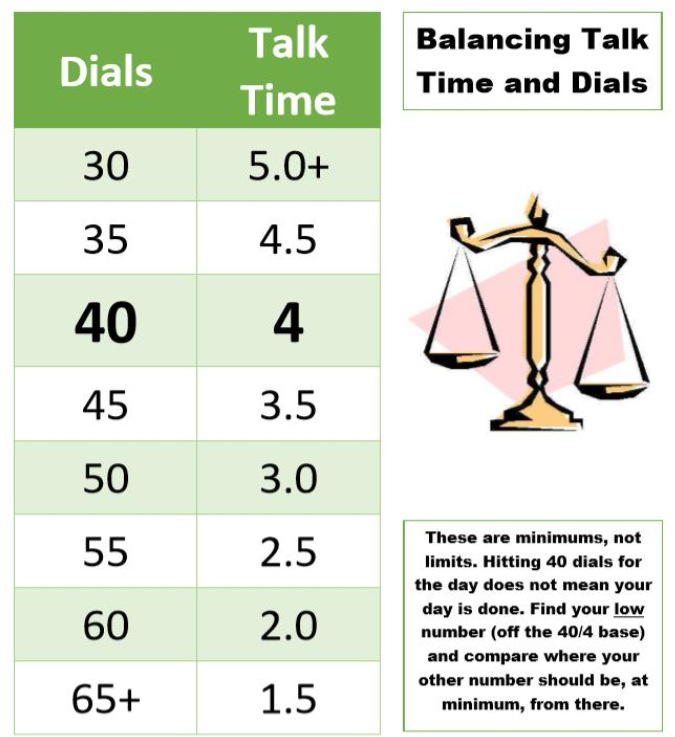 Dials Talk Time
30 5.0+
35 4.5
40 4
45 3.5
50 3.0
55 2.5
60 2.0
65+ 1.5
Balancing Talk
Time and Dials
These are minimums, not
limits. Hitting 40 dials for
the day does not mean your
day is done. Find your low
number (off the 40/4 base)
and compare where your
other number should be, at
minimum, from there.